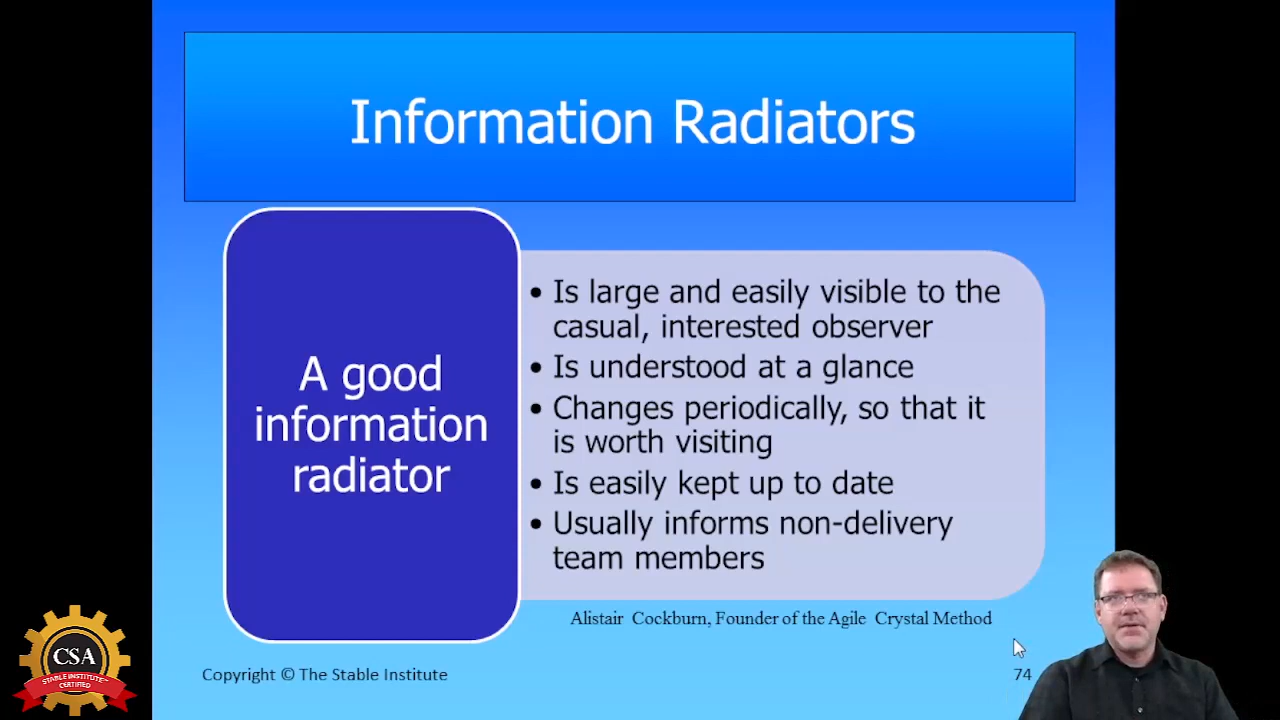 Information Radiators
A good
information
radiator
• Is large and easily visible to the
casual, interested observer
• Is understood at a glance
• Changes periodically, so that it
is worth visiting
• Is easily kept up to date
• Usually informs non-delivery
team members
Alistair Cockburn, Founder of the Agile Crystal Method
Copyright © The Stable Institute
74
CSA
STABLE INSTITUTE™
CERTIFIED